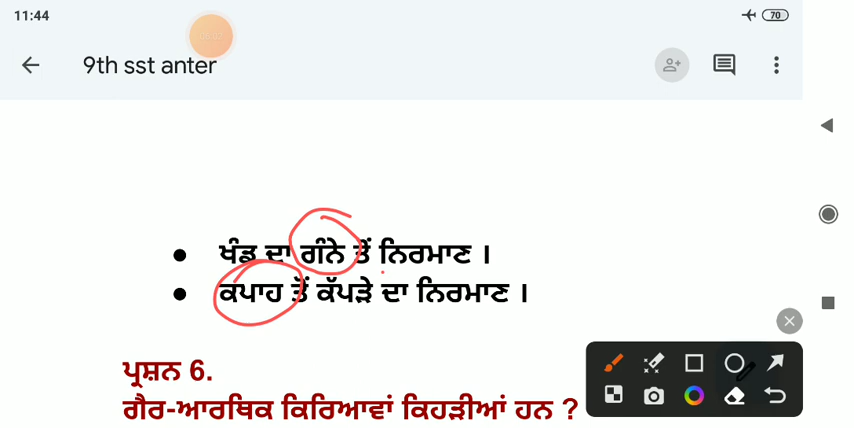 11:44
70
9th sst anter
● ਖੰਡ ਦਾ ਗੰਨੇ ਤੋਂ ਨਿਰਮਾਣ ।
● ਕਪਾਹ ਤੋਂ ਕੱਪੜੇ ਦਾ ਨਿਰਮਾਣ ।
ਪ੍ਰਸ਼ਨ 6.
ਗੈਰ-ਆਰਥਿਕ ਕਿਰਿਆਵਾਂ ਕਿਹੜੀਆਂ ਹਨ ?